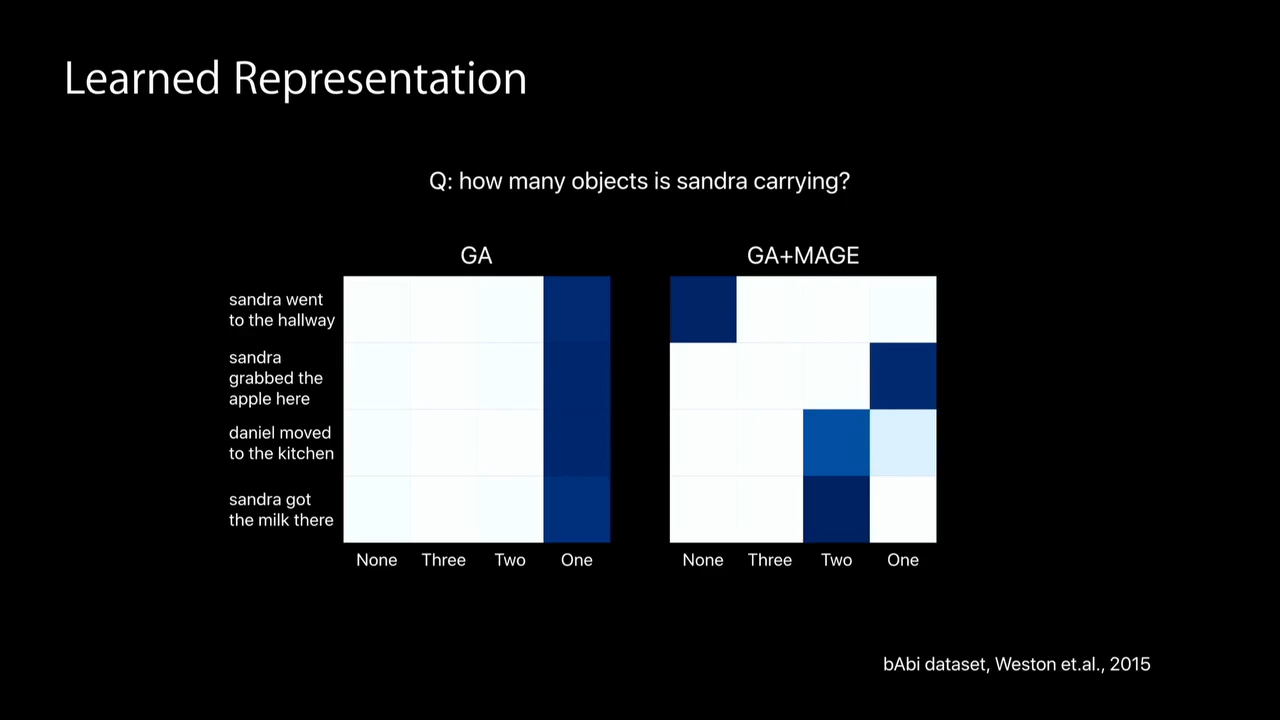 Learned Representation
Q: how many objects is sandra carrying?
GA
GA+MAGE
sandra went
to the hallway
sandra
grabbed the
apple here
daniel moved
to the kitchen
sandra got
the milk there
None Three Two One
None Three Two One
bAbi dataset, Weston et.al., 2015